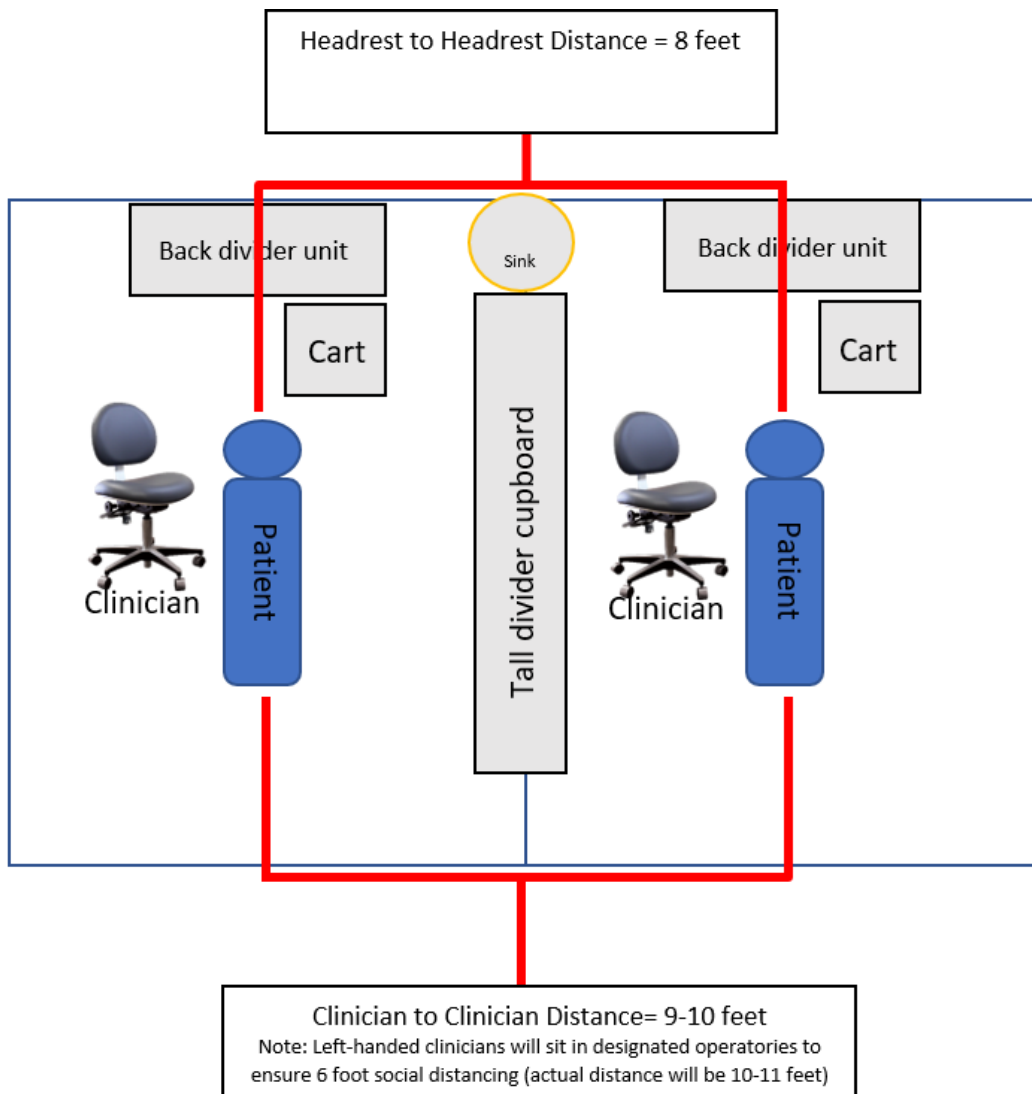 Headrest to Headrest Distance = 8 feet
Back divider unit
Sink
Back divider unit
Cart
Cart
Tall divider cupboard
Patient
Patient
Clinician
Clinician
Clinician to Clinician Distance= 9-10 feet
Note: Left-handed clinicians will sit in designated operatories to
ensure 6 foot social distancing (actual distance will be 10-11 feet)